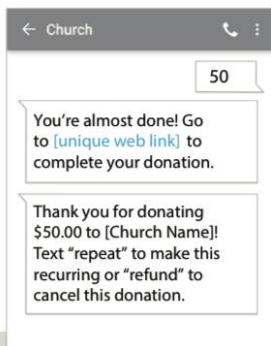 Church
50
You're almost done! Go
to [unique web link] to
complete your donation.
Thank you for donating
$50.00 to [Church Name]!
Text “repeat” to make this
recurring or “refund” to
cancel this donation.